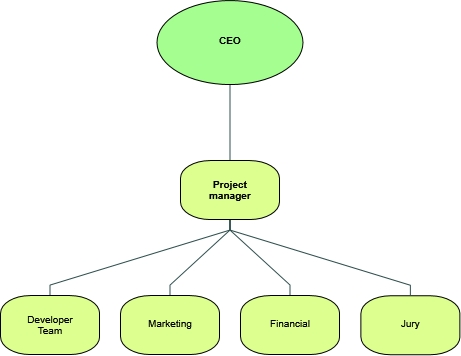 CEO
Project
manager
Developer
Team
Marketing
Financial
Jury